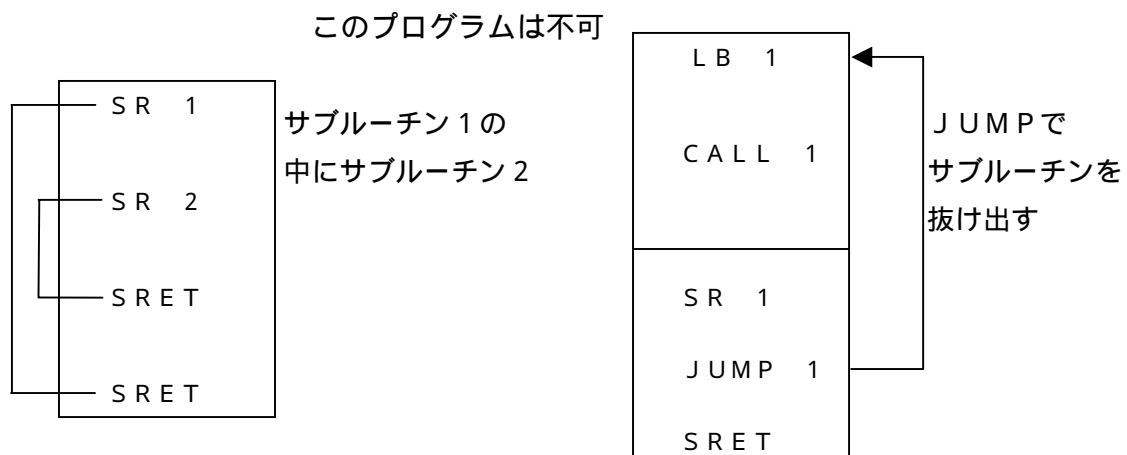 このプログラムは不可
SR 1
SR 2
SRET
SRET
サブルーチン1の
中にサブルーチン2
LB 1
CALL 1
SR 1
JUMP 1
SRET
JUMPで
サブルーチンを
抜け出す